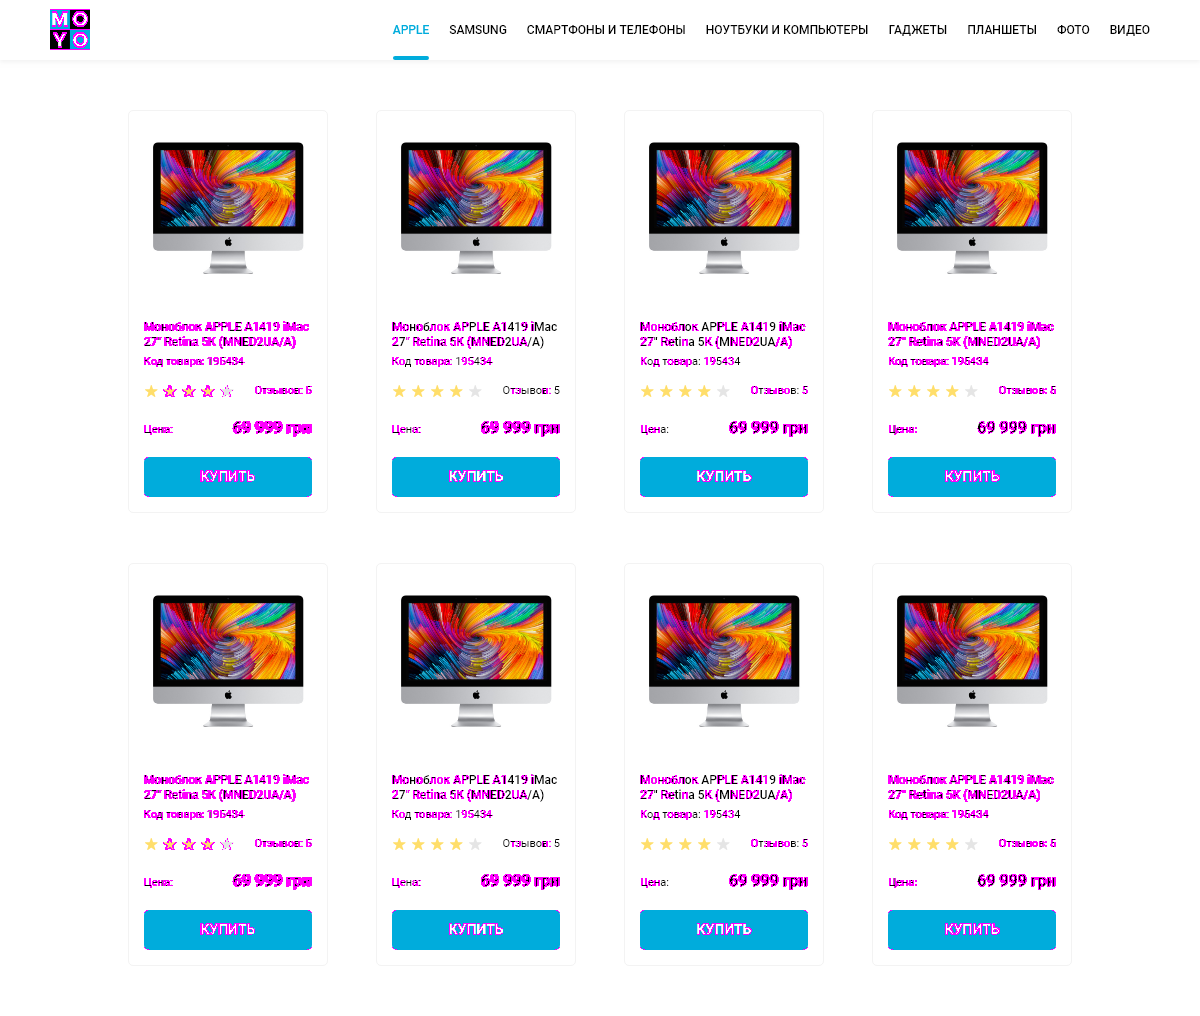 MOYO
APPLE SAMSUNG СМАРТФОНЫ И ТЕЛЕФОНЫ НОУТБУКИ И КОМПЬЮТЕРЫ ГАДЖЕТЫ ПЛАНШЕТЫ ФОТО ВИДЕО
Моноблок APPLE A1419 iMac
27" Retina 5K (MNED2UA/A)
Код товара: 195434
Отзывов: 5
Цена: 69 999 грн
КУПИТЬ
Моноблок APPLE A1419 iMac
27" Retina 5K (MNED2UA/A)
Код товара: 195434
Отзывов: 5
Цена: 69 999 грн
КУПИТЬ
Моноблок APPLE A1419 iMac
27" Retina 5K (MNED2UA/A)
Код товара: 195434
Отзывов: 5
Цена: 69 999 грн
КУПИТЬ
Моноблок APPLE A1419 iMac
27" Retina 5K (MNED2UA/A)
Код товара: 195434
Отзывов: 5
Цена: 69 999 грн
КУПИТЬ
Моноблок APPLE A1419 iMac
27" Retina 5K (MNED2UA/A)
Код товара: 195434
Отзывов: 5
Цена: 69 999 грн
КУПИТЬ
Моноблок APPLE A1419 iMac
27" Retina 5K (MNED2UA/A)
Код товара: 195434
Отзывов: 5
Цена: 69 999 грн
КУПИТЬ
Моноблок APPLE A1419 iMac
27" Retina 5K (MNED2UA/A)
Код товара: 195434
Отзывов: 5
Цена: 69 999 грн
КУПИТЬ
Моноблок APPLE A1419 iMac
27" Retina 5K (MNED2UA/A)
Код товара: 195434
Отзывов: 5
Цена: 69 999 грн
КУПИТЬ